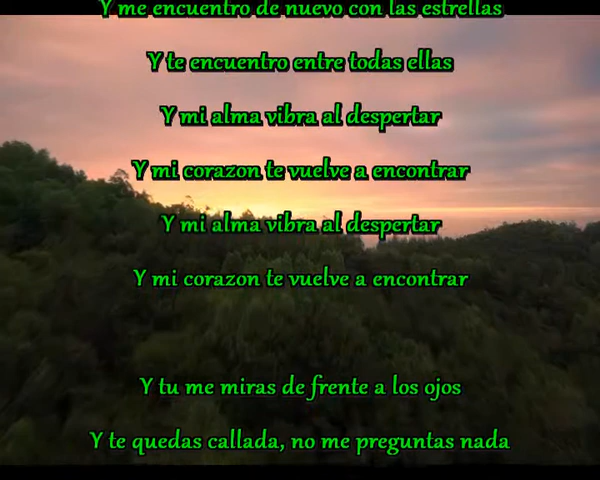 Y me encuentro de nuevo con las estrellas
Y te encuentro entre todas ellas
Y mi alma vibra al despertar
Y mi corazon te vuelve a encontrar
Y mi alma vibra al despertar
Y mi corazon te vuelve a encontrar
Y tu me miras de frente a los ojos
Y te quedas callada, no me preguntas nada